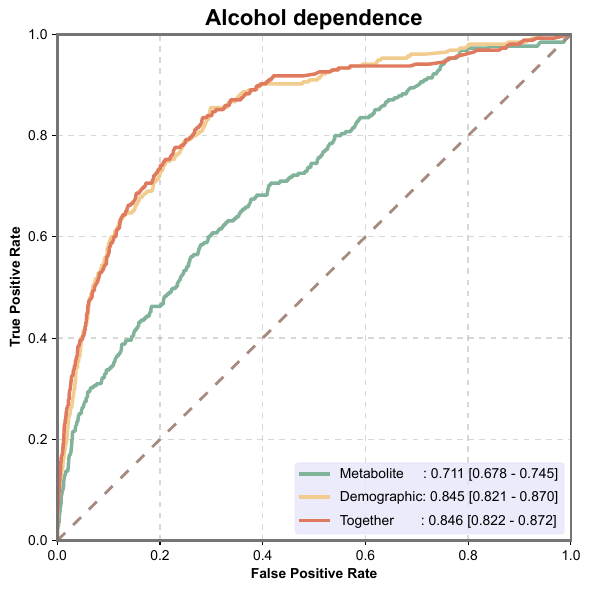 Alcohol dependence
True Positive Rate
1.0
0.8
0.6
0.4
0.2
0.0
Metabolite : 0.711 [0.678 - 0.745]
Demographic: 0.845 [0.821 - 0.870]
Together : 0.846 [0.822 - 0.872]
0.0 0.2 0.4 0.6 0.8 1.0
False Positive Rate